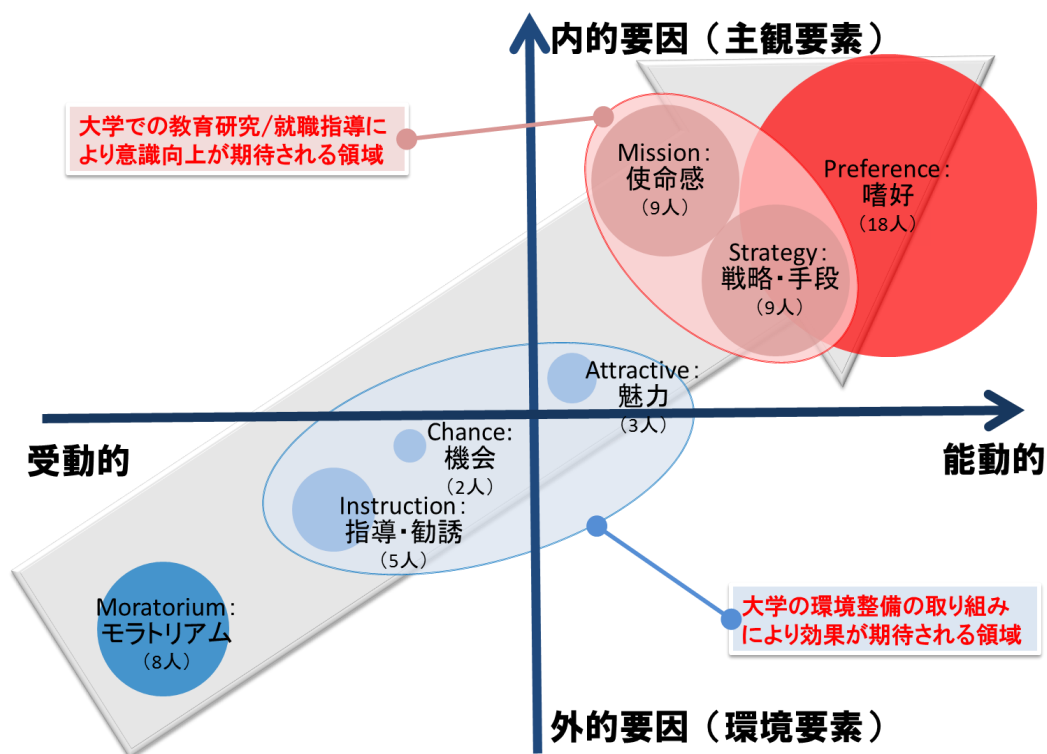 内的要因（主観要素）
大学での教育研究/就職指導に
より意識向上が期待される領域
Mission：
使命感
（9人）
Preference：
嗜好
（18人）
Strategy：
戦略・手段
（9人）
Attractive：
魅力
（3人）
受動的
能動的
Chance:
機会
（2人）
Instruction：
指導・勧誘
（5人）
Moratorium：
モラトリアム
（8人）
大学の環境整備の取り組み
により効果が期待される領域
外的要因（環境要素）